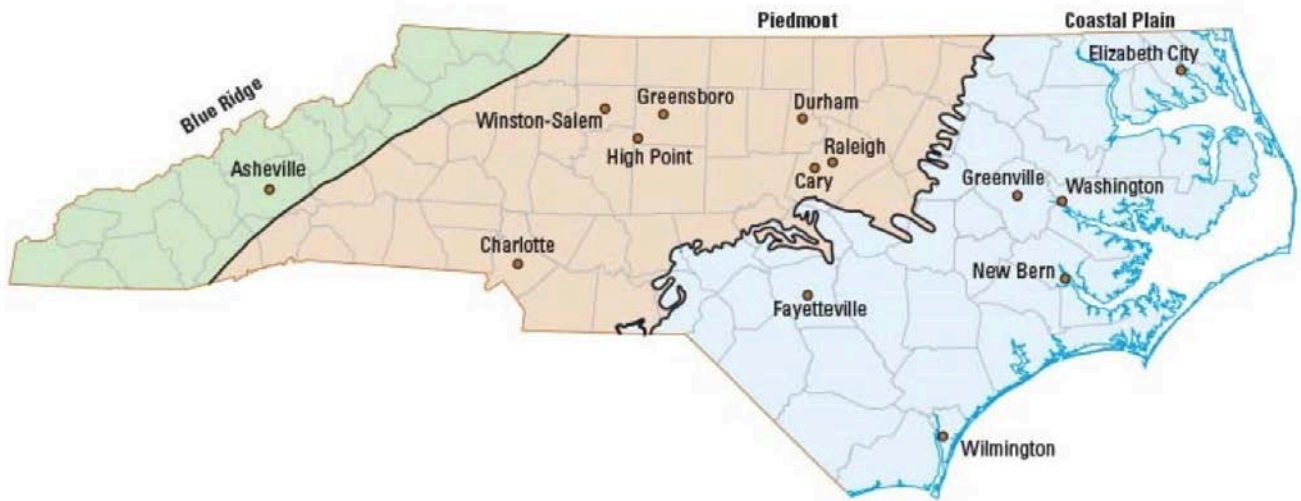 Piedmont
Coastal Plain
Elizabeth City
Blue Ridge
Greensboro
Durham
Winston-Salem
High Point
Raleigh
Asheville
Cary
Greenville
Washington
Charlotte
New Bern
Fayetteville
Wilmington